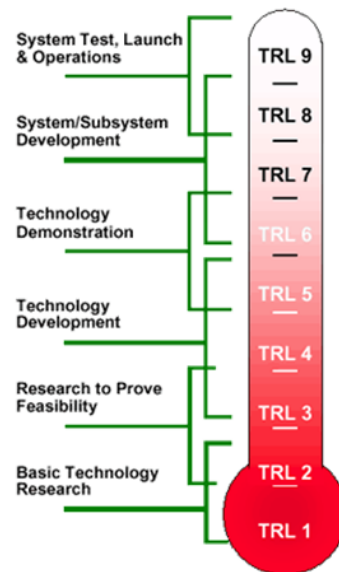 System Test, Launch
& Operations
System/Subsystem
Development
Technology
Demonstration
Technology
Development
Research to Prove
Feasibility
Basic Technology
Research
TRL 9
TRL 8
TRL 7
TRL 6
TRL 5
TRL 4
TRL 3
TRL 2
TRL 1